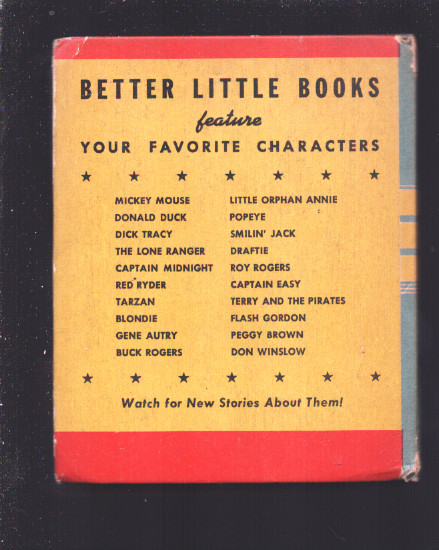 BETTER LITTLE BOOKS
feature
YOUR FAVORITE CHARACTERS
★ ★ ★ ★ ★ ★ ★
MICKEY MOUSE LITTLE ORPHAN ANNIE
DONALD DUCK POPEYE
DICK TRACY SMILIN' JACK
THE LONE RANGER DRAFTIE
CAPTAIN MIDNIGHT ROY ROGERS
RED RYDER CAPTAIN EASY
TARZAN TERRY AND THE PIRATES
BLONDIE FLASH GORDON
GENE AUTRY PEGGY BROWN
BUCK ROGERS DON WINSLOW
★ ★ ★ ★ ★ ★ ★
Watch for New Stories About Them!